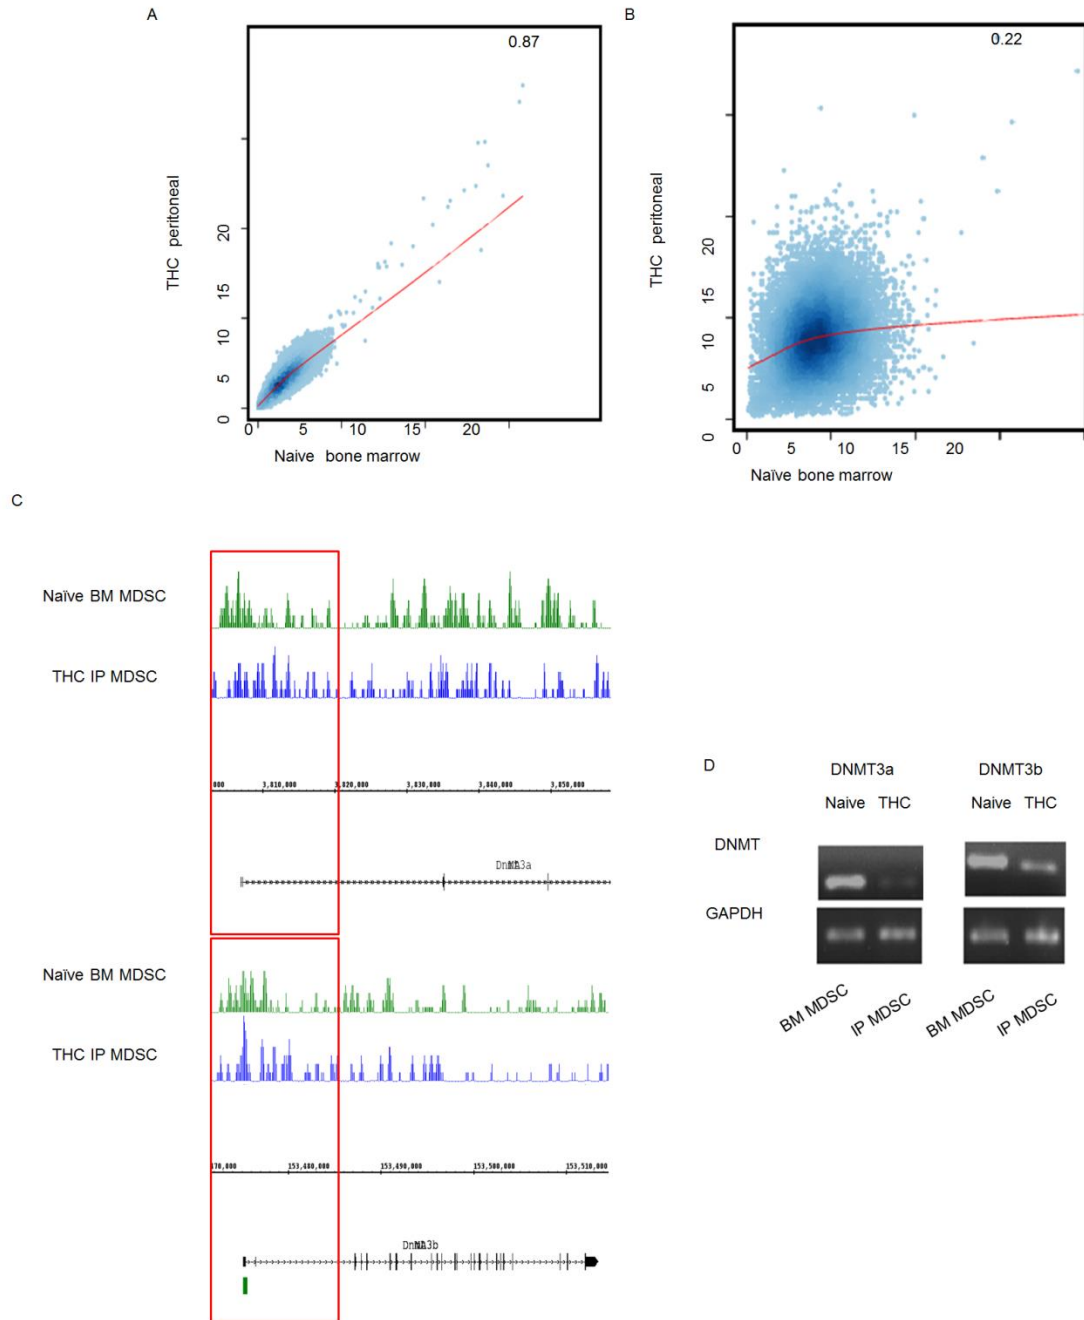 A
0.87
THC peritoneal
20
15
10
5
0
0 5 10 15 20
Naive bone marrow
B
0.22
THC peritoneal
20
15
10
5
0
0 5 10 15 20
Naïve bone marrow
C
Naïve BM MDSC
THC IP MDSC
000 3,810,000 3,820,000 3,830,000 3,840,000 3,850,000
Naïve BM MDSC
THC IP MDSC
470,000 153,480,000 153,490,000 153,500,000 153,510,000
D
DNMT3a DNMT3b
Naive THC Naive THC
DNMT
GAPDH
BM MDSC IP MDSC BM MDSC IP MDSC